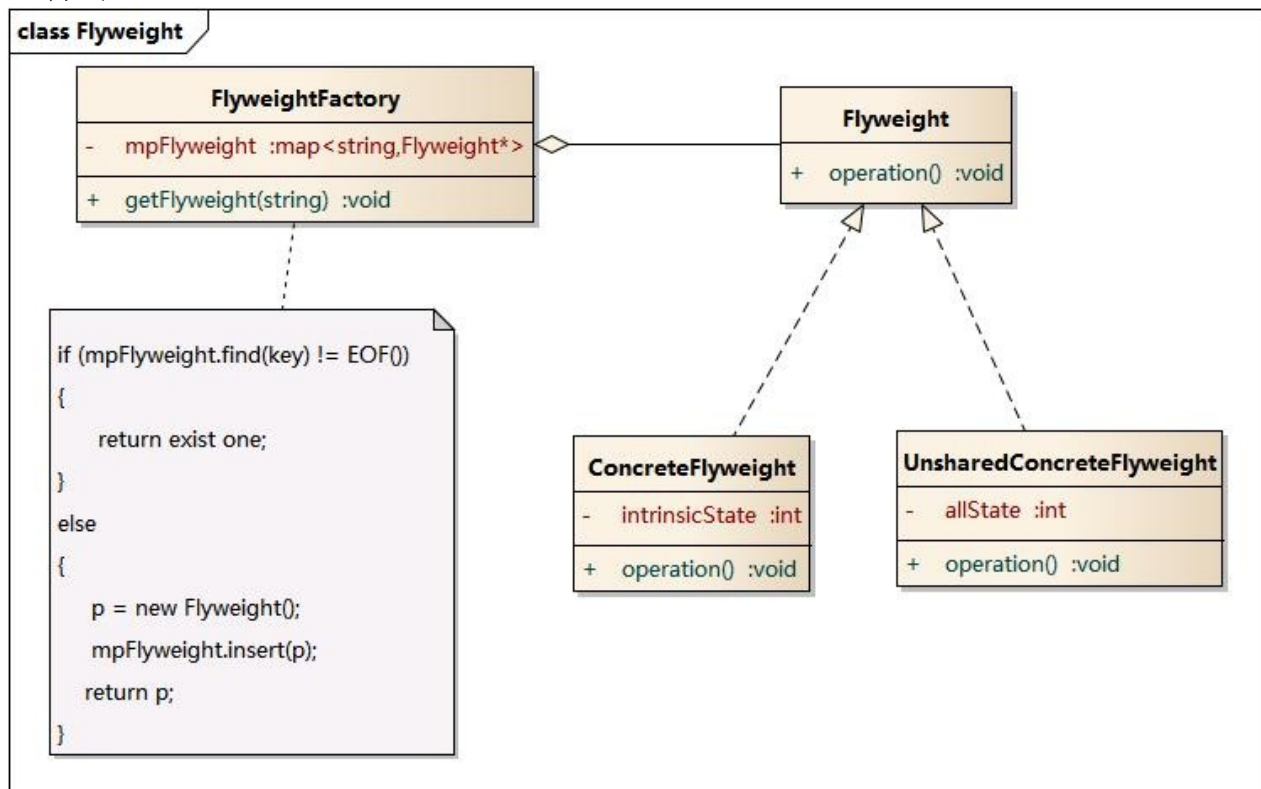 class Flyweight
FlyweightFactory
- mpFlyweight :map<string,Flyweight*>
+ getFlyweight(string) :void
Flyweight
+ operation() :void
if (mpFlyweight.find(key) != EOF())
{
return exist one;
}
else
{
p = new Flyweight();
mpFlyweight.insert(p);
return p;
}
ConcreteFlyweight
- intrinsicState :int
+ operation() :void
UnsharedConcreteFlyweight
- allState :int
+ operation() :void